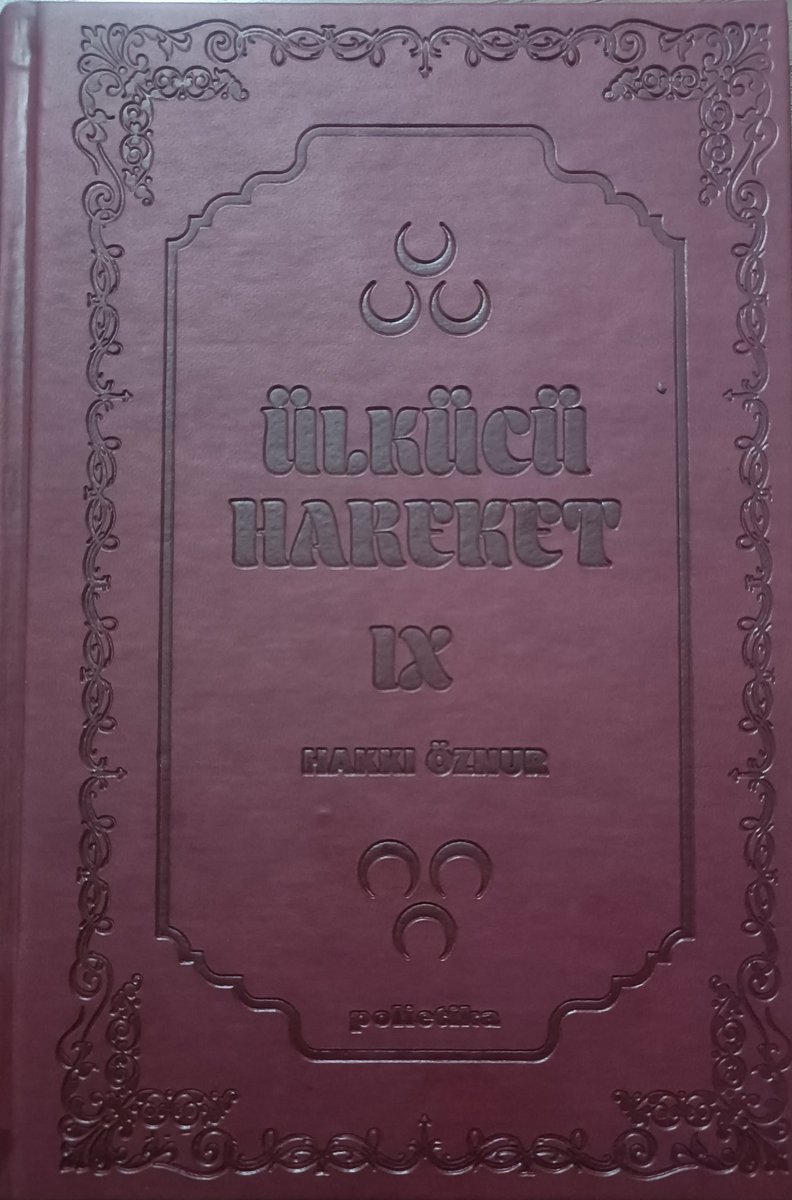 ÜLKÜCÜ
HAREKET
IX
HAKKI ÖZNUR
polietika